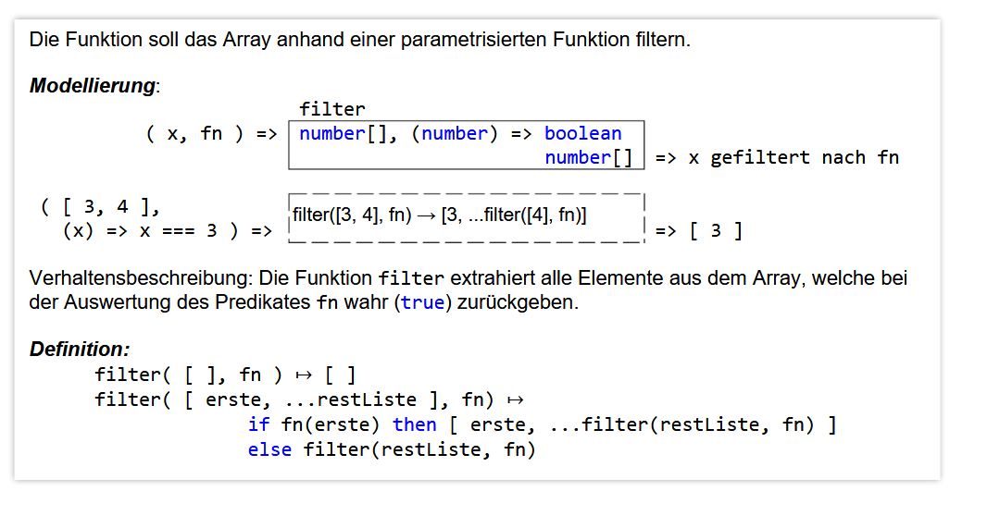 Die Funktion soll das Array anhand einer parametrisierten Funktion filtern.
Modellierung:
filter
( x, fn ) => number[], (number) => boolean
number[] => x gefiltert nach fn
( [ 3, 4 ],
filter([3, 4], fn) → [3, ...filter([4], fn)]
(x) => x === 3 ) => => [ 3 ]
Verhaltensbeschreibung: Die Funktion filter extrahiert alle Elemente aus dem Array, welche bei
der Auswertung des Predikates fn wahr (true) zurückgeben.
Definition:
filter( [ ], fn ) ↦ [ ]
filter( [ erste, ...restListe ], fn) ↦
if fn(erste) then [ erste, ...filter(restListe, fn) ]
else filter(restListe, fn)